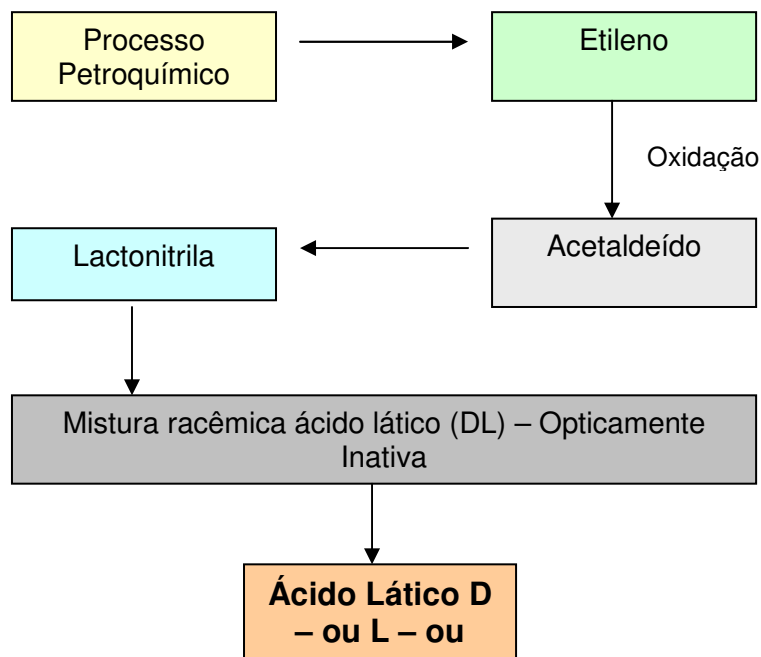 Processo
Petroquímico
Etileno
Oxidação
Lactonitrila
Acetaldeído
Mistura racêmica ácido lático (DL) – Opticamente
Inativa
Ácido Lático D
– ou L – ou